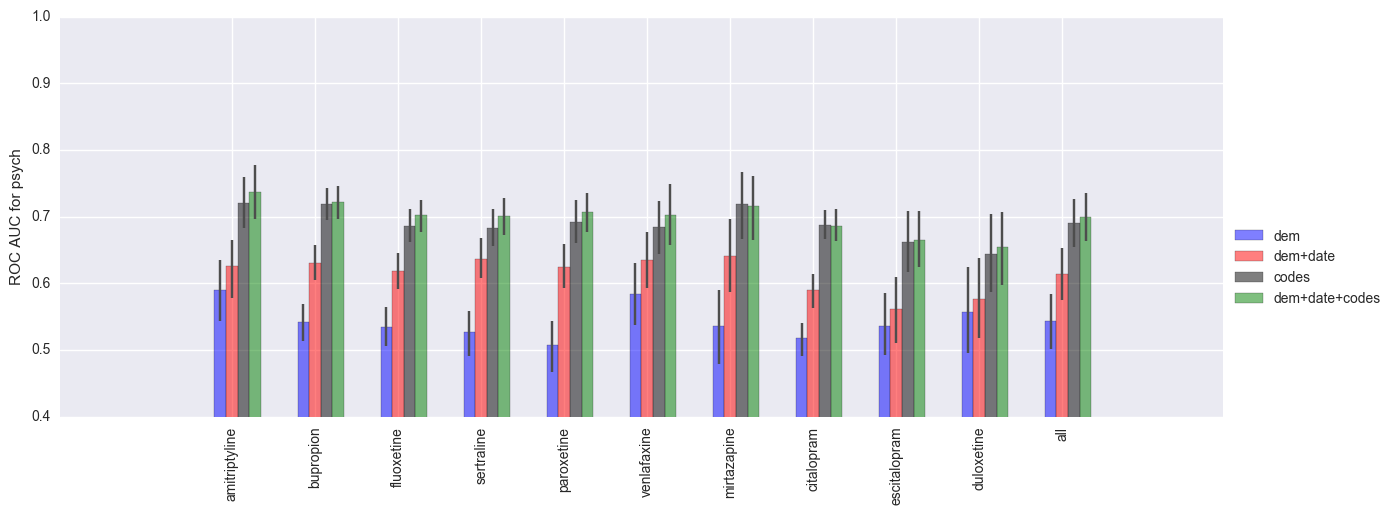 1.0
0.9
0.8
0.7
0.6
0.5
0.4
ROC AUC for psych
amitriptyline
bupropion
fluoxetine
sertraline
paroxetine
venlafaxine
mirtazapine
citalopram
escitalopram
duloxetine
all
dem
dem+date
codes
dem+date+codes